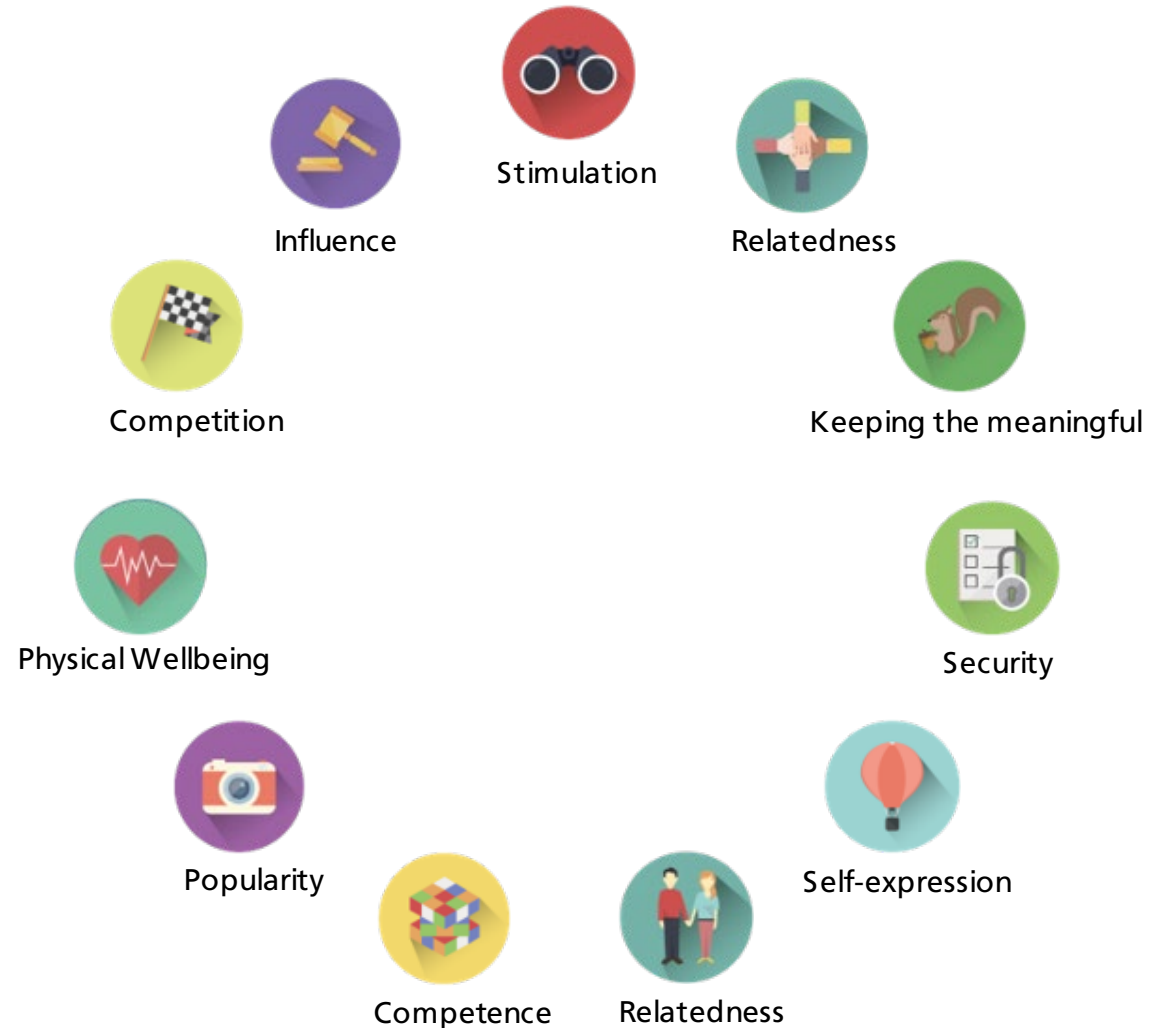 Stimulation
Influence
Relatedness
Competition
Keeping the meaningful
Physical Wellbeing
Security
Popularity
Self-expression
Competence
Relatedness